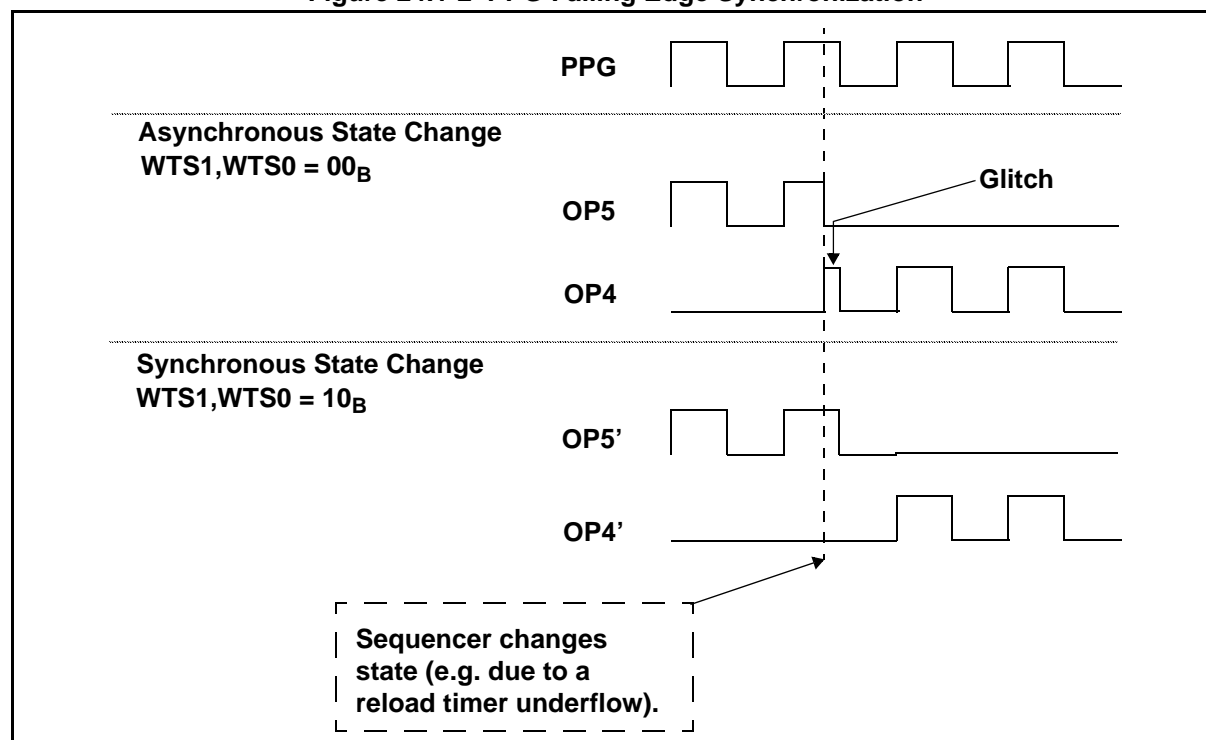 PPG
Asynchronous State Change
WTS1,WTS0 = 00B
Glitch
OP5
OP4
Synchronous State Change
WTS1,WTS0 = 10B
OP5’
OP4’
Sequencer changes
state (e.g. due to a
reload timer underflow).